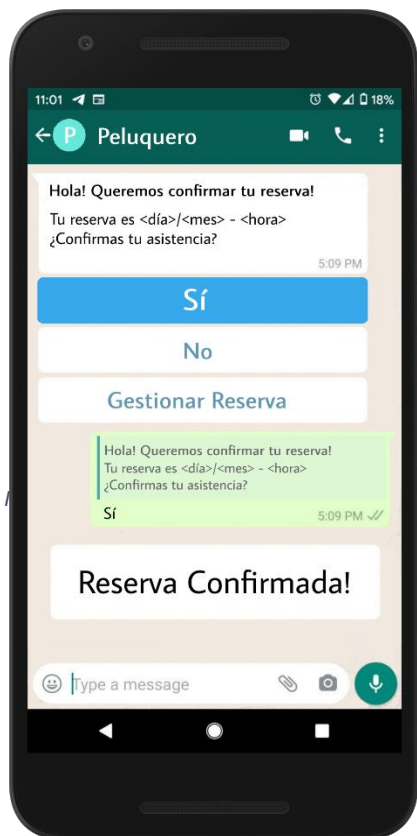 11:01 18%
P Peluquero
Hola! Queremos confirmar tu reserva!
Tu reserva es <día>/<mes> - <hora>
¿Confirmas tu asistencia?
5:09 PM
Sí
No
Gestionar Reserva
Hola! Queremos confirmar tu reserva!
Tu reserva es <día>/<mes> - <hora>
¿Confirmas tu asistencia?
Sí 5:09 PM
Reserva Confirmada!
Type a message